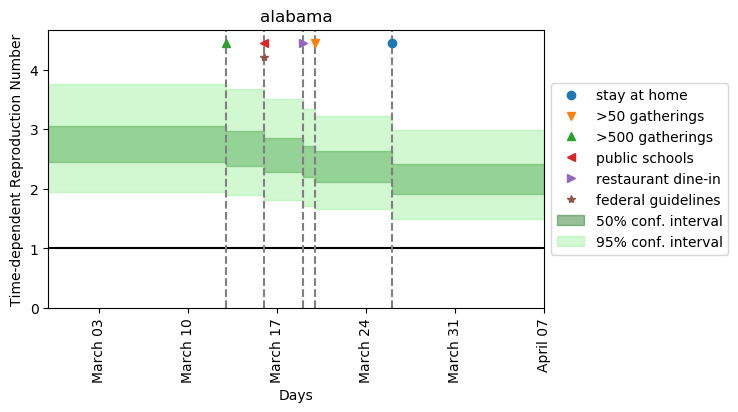 alabama
Time-dependent Reproduction Number
4
3
2
1
0
March 03
March 10
March 17
March 24
March 31
April 07
Days
stay at home
>50 gatherings
>500 gatherings
public schools
restaurant dine-in
federal guidelines
50% conf. interval
95% conf. interval